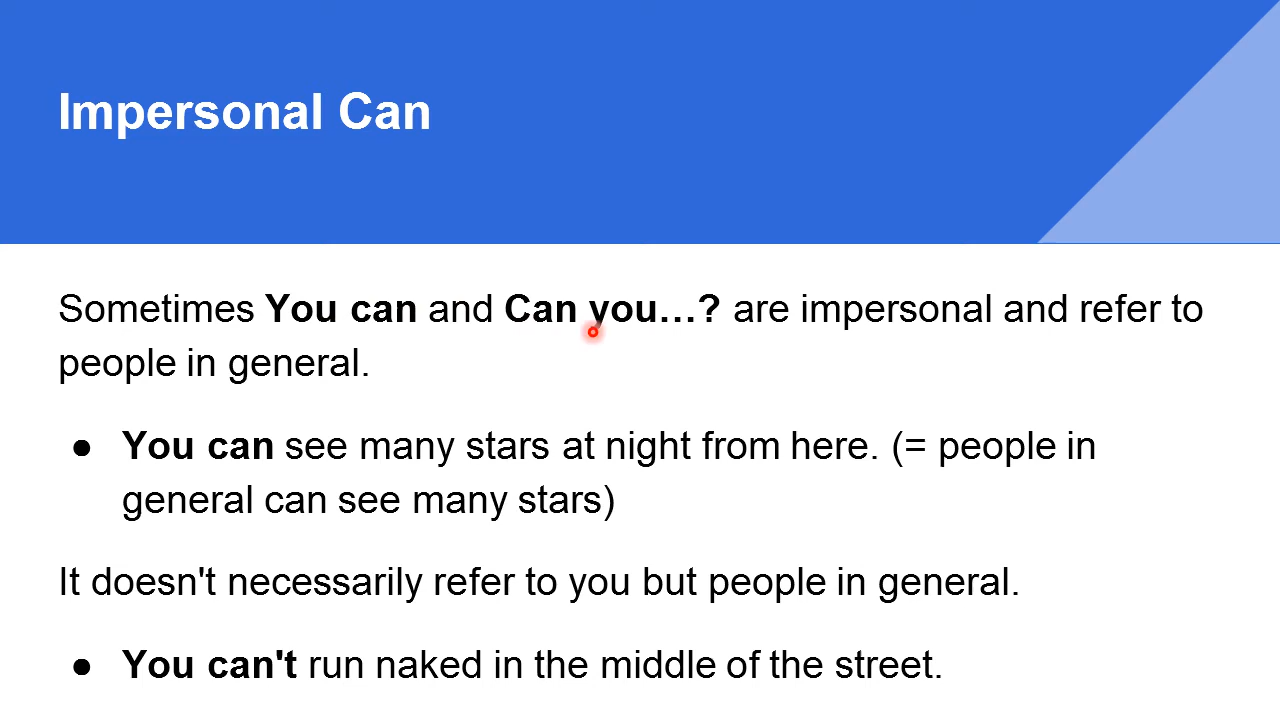 Impersonal Can
Sometimes You can and Can you…? are impersonal and refer to
people in general.
● You can see many stars at night from here. (= people in
general can see many stars)
It doesn't necessarily refer to you but people in general.
● You can't run naked in the middle of the street.